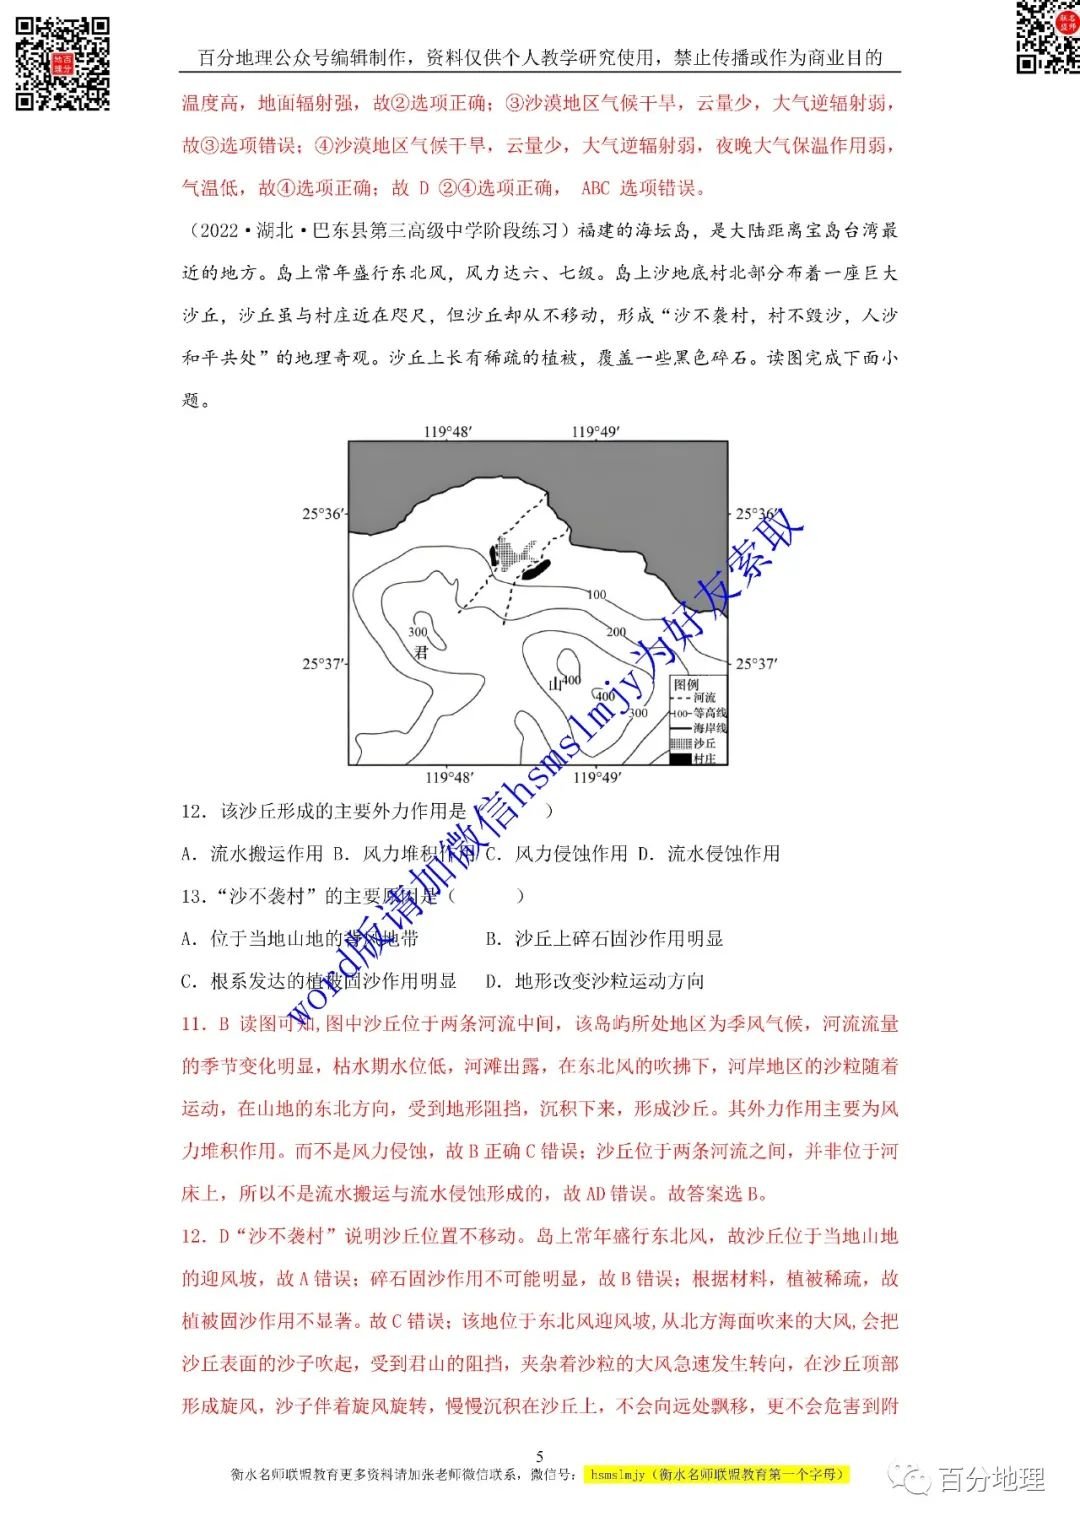 百分地理公众号编辑制作，资料仅供个人教学研究使用，禁止传播或作为商业目的
地百
理分
温度高，地面辐射强，故②选项正确；③沙漠地区气候干旱，云量少，大气逆辐射弱，
故③选项错误；④沙漠地区气候干旱，云量少，大气逆辐射弱，夜晚大气保温作用弱，
气温低，故④选项正确；故 D ②④选项正确， ABC 选项错误。
（2022·湖北·巴东县第三高级中学阶段练习）福建的海坛岛，是大陆距离宝岛台湾最
近的地方。岛上常年盛行东北风，风力达六、七级。岛上沙地底村北部分布着一座巨大
沙丘，沙丘虽与村庄近在咫尺，但沙丘却从不移动，形成“沙不袭村，村不毁沙，人沙
和平共处”的地理奇观。沙丘上长有稀疏的植被，覆盖一些黑色碎石。读图完成下面小
题。
119°48′ 119°49′
25°36′ 25°36′
100
200
300
君
山 400
400
300
25°37′ 25°37′
图例
河流
100 等高线
海岸线
沙丘
村庄
119°48′ 119°49′
word版请加微信hsmslmjy为好友索取
12．该沙丘形成的主要外力作用是（ ）
A．流水搬运作用 B．风力堆积作用 C．风力侵蚀作用 D．流水侵蚀作用
13．“沙不袭村”的主要原因是（ ）
A．位于当地山地的背风地带 B．沙丘上碎石固沙作用明显
C．根系发达的植被固沙作用明显 D．地形改变沙粒运动方向
11．B 读图可知,图中沙丘位于两条河流中间，该岛屿所处地区为季风气候，河流流量
的季节变化明显，枯水期水位低，河滩出露，在东北风的吹拂下，河岸地区的沙粒随着
运动，在山地的东北方向，受到地形阻挡，沉积下来，形成沙丘。其外力作用主要为风
力堆积作用。而不是风力侵蚀，故 B 正确 C 错误；沙丘位于两条河流之间，并非位于河
床上，所以不是流水搬运与流水侵蚀形成的，故 AD 错误。故答案选 B。
12．D“沙不袭村”说明沙丘位置不移动。岛上常年盛行东北风，故沙丘位于当地山地
的迎风坡，故 A 错误；碎石固沙作用不可能明显，故 B 错误；根据材料，植被稀疏，故
植被固沙作用不显著。故 C 错误；该地位于东北风迎风坡,从北方海面吹来的大风,会把
沙丘表面的沙子吹起，受到君山的阻挡，夹杂着沙粒的大风急速发生转向，在沙丘顶部
形成旋风，沙子伴着旋风旋转，慢慢沉积在沙丘上，不会向远处飘移，更不会危害到附
5
衡水名师联盟教育更多资料请加张老师微信联系，微信号： hsmslmjy（衡水名师联盟教育第一个字母）
百分地理